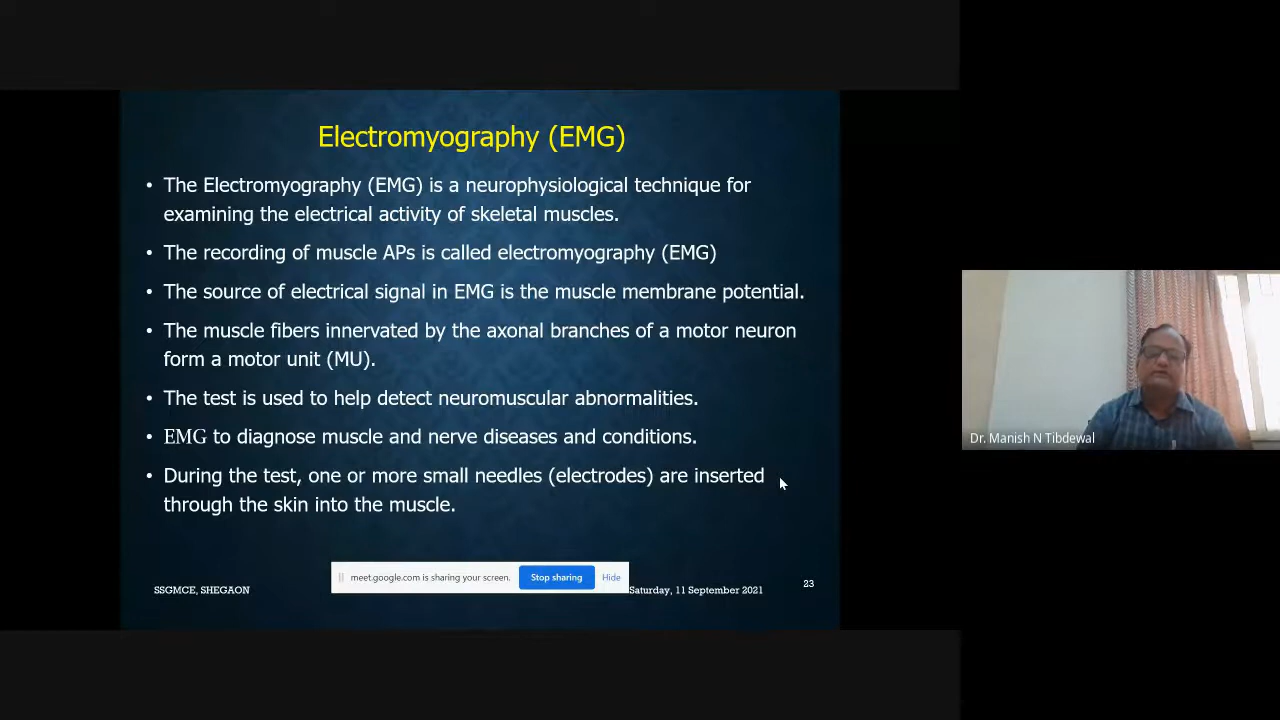 Electromyography (EMG)
• The Electromyography (EMG) is a neurophysiological technique for
examining the electrical activity of skeletal muscles.
• The recording of muscle APs is called electromyography (EMG)
• The source of electrical signal in EMG is the muscle membrane potential.
• The muscle fibers innervated by the axonal branches of a motor neuron
form a motor unit (MU).
• The test is used to help detect neuromuscular abnormalities.
• EMG to diagnose muscle and nerve diseases and conditions.
• During the test, one or more small needles (electrodes) are inserted
through the skin into the muscle.
meet.google.com is sharing your screen. Stop sharing Hide
SSGMCE, SHEGAON
Saturday, 11 September 2021
23
Dr. Manish N Tibdewal